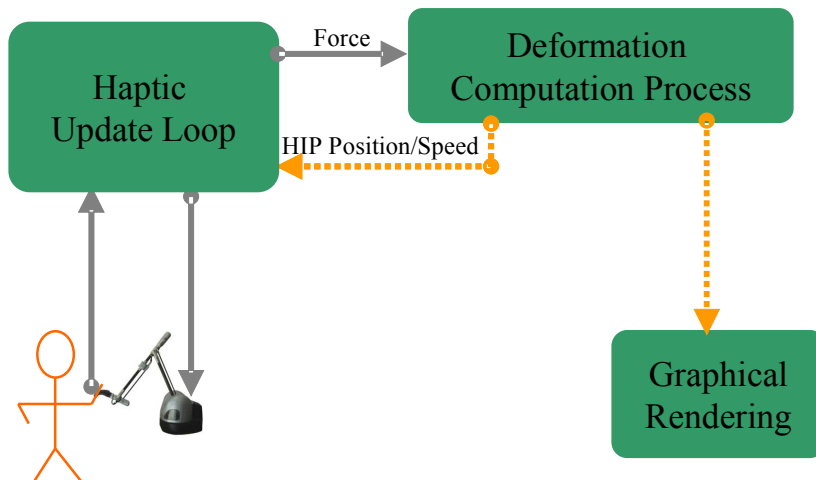 Haptic
Update Loop
Force
Deformation
Computation Process
HIP Position/Speed
Graphical
Rendering